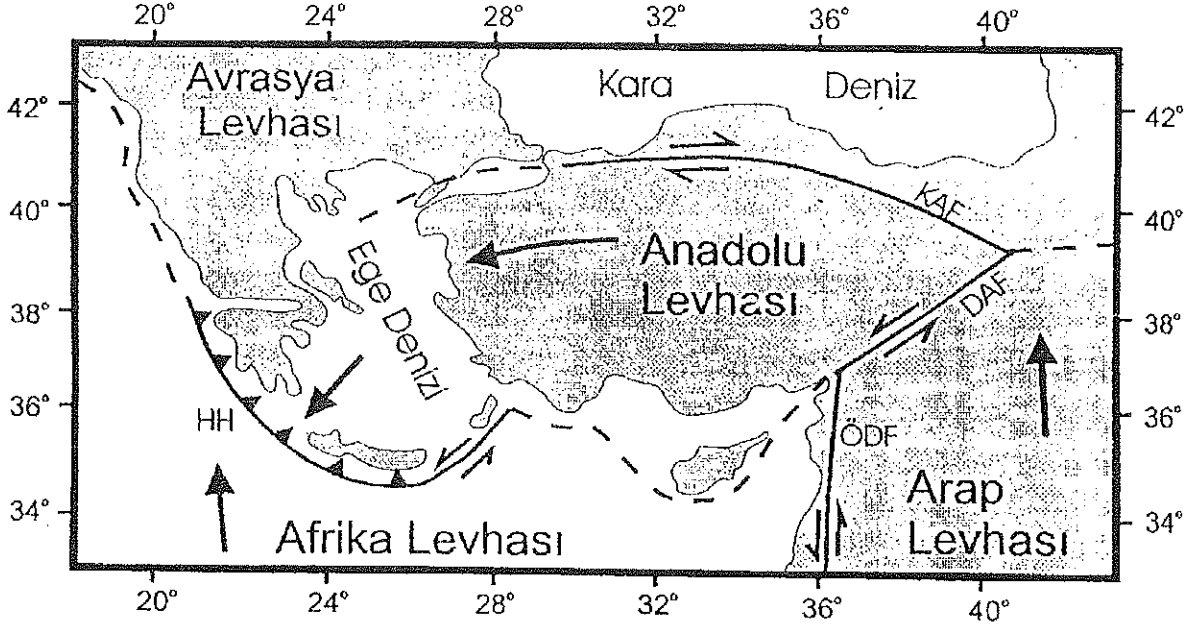 20° 24° 28° 32° 36° 40°
Avrasya
Levhası
Kara Deniz
42° 42°
KAF
40° 40°
Ege Denizi
Anadolu
Levhası
DAF
38° 38°
36° 36°
HH
ÖDF
Arap
Levhası
34° 34°
Afrika Levhası
20° 24° 28° 32° 36° 40°